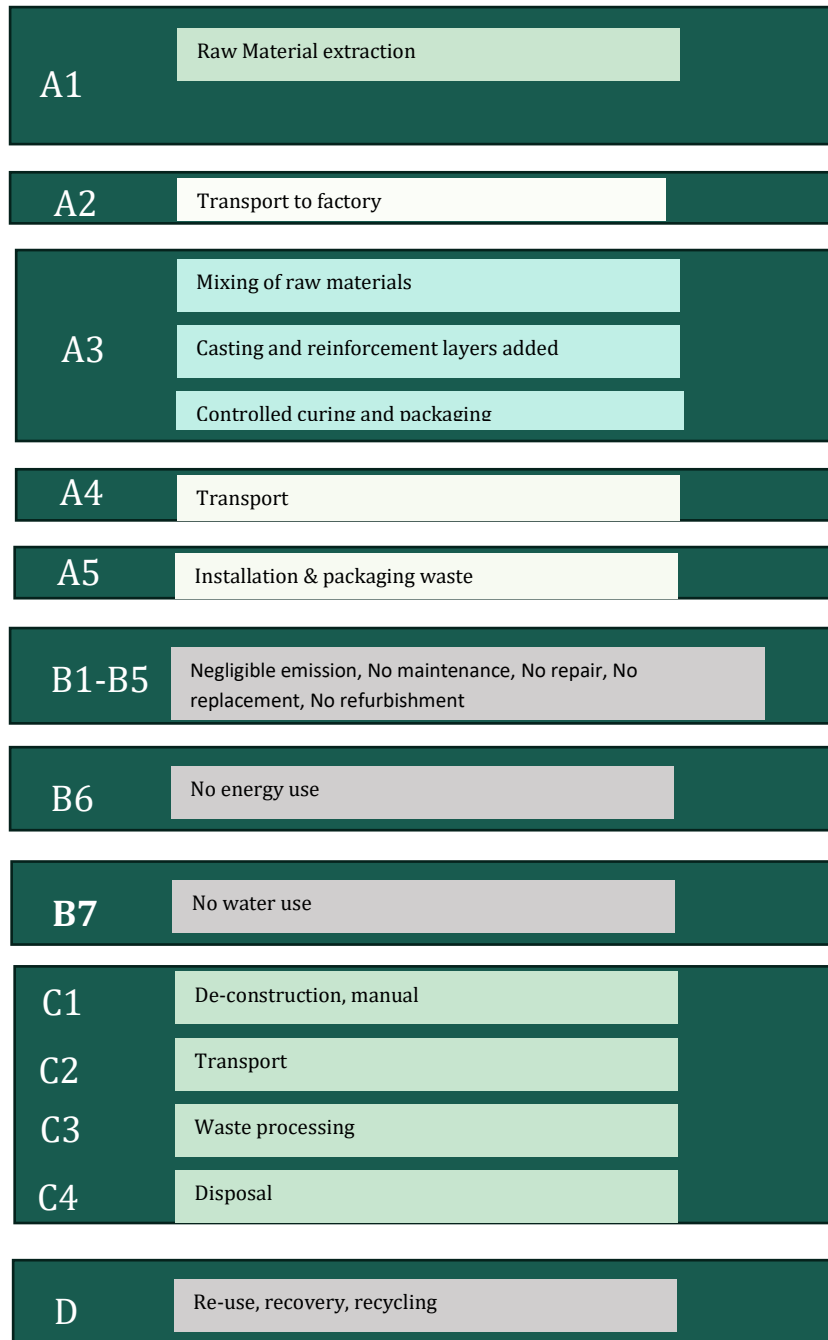 A1
Raw Material extraction
A2
Transport to factory
A3
Mixing of raw materials
Casting and reinforcement layers added
Controlled curing and packaging
A4
Transport
A5
Installation & packaging waste
B1-B5
Negligible emission, No maintenance, No repair, No
replacement, No refurbishment
B6
No energy use
B7
No water use
C1
De-construction, manual
C2
Transport
C3
Waste processing
C4
Disposal
D
Re-use, recovery, recycling